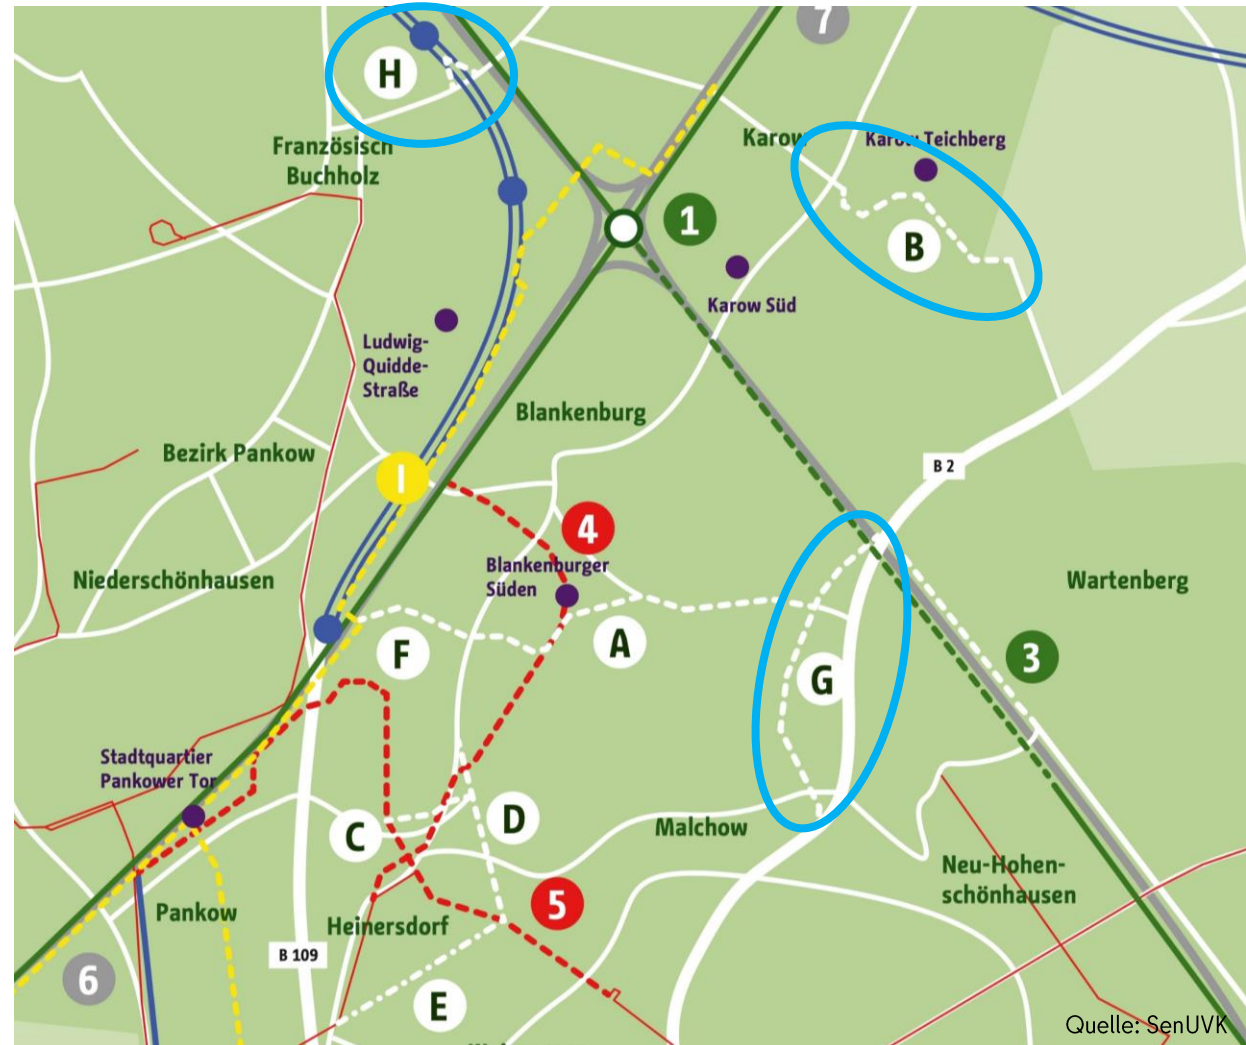 7
H
Französisch
Buchholz
Karow
Karow Teichberg
1
B
Karow Süd
Ludwig-
Quidde-
Straße
Blankenburg
Bezirk Pankow
B 2
I
4
Blankenburger
Süden
Niederschönhausen
Wartenberg
A
F
3
G
Stadtquartier
Pankower Tor
C
D
Malchow
Neu-Hohen-
schönhausen
5
Pankow
Heinersdorf
B 109
6
E
Quelle: SenUVK